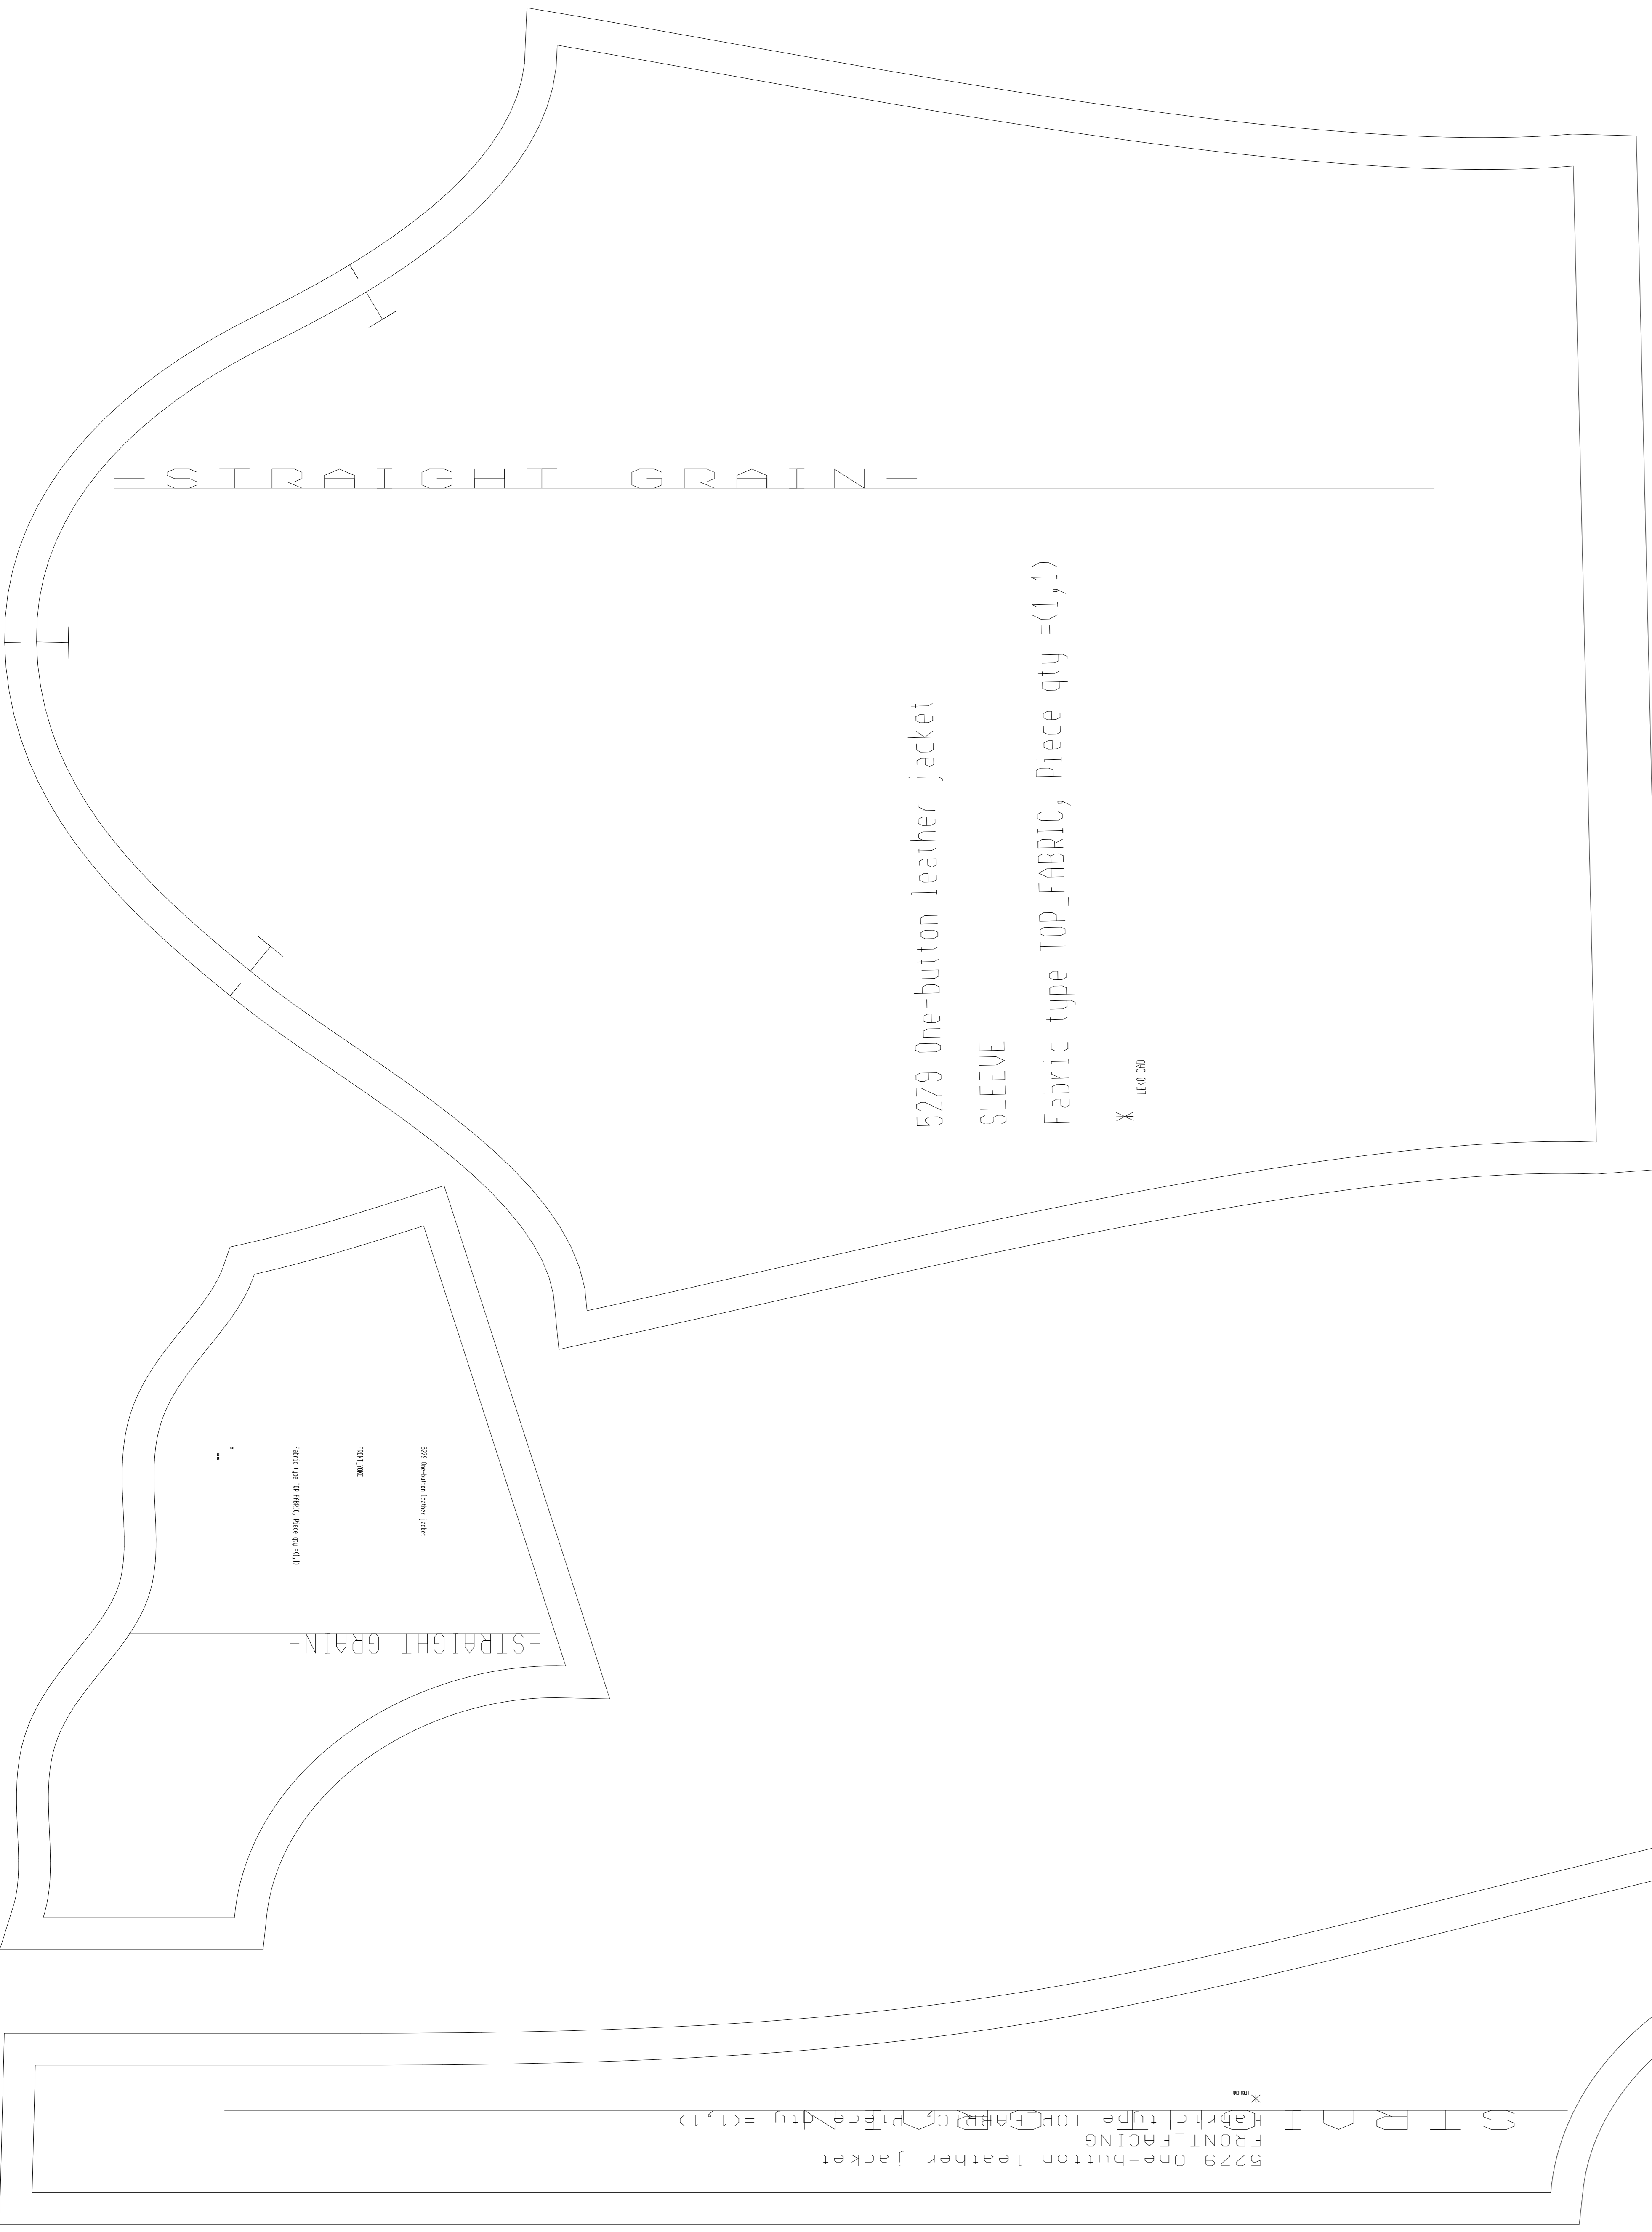 -STRAIGHT GRAIN-
5279 One-button leather jacket
SLEEVE
Fabric type TOP_FABRIC, Piece qty =(1,1)
*
LEKO CAD
5279 One-button leather jacket
FRONT_YOKE
Fabric type TOP_FABRIC, Piece qty =(1,1)
-STRAIGHT GRAIN-
5279 One-button leather jacket
FRONT_FACING
Fabric type TOP_FABRIC, Piece qty =(1,1)
*
LEKO CAD
-STRAIGHT GRAIN-